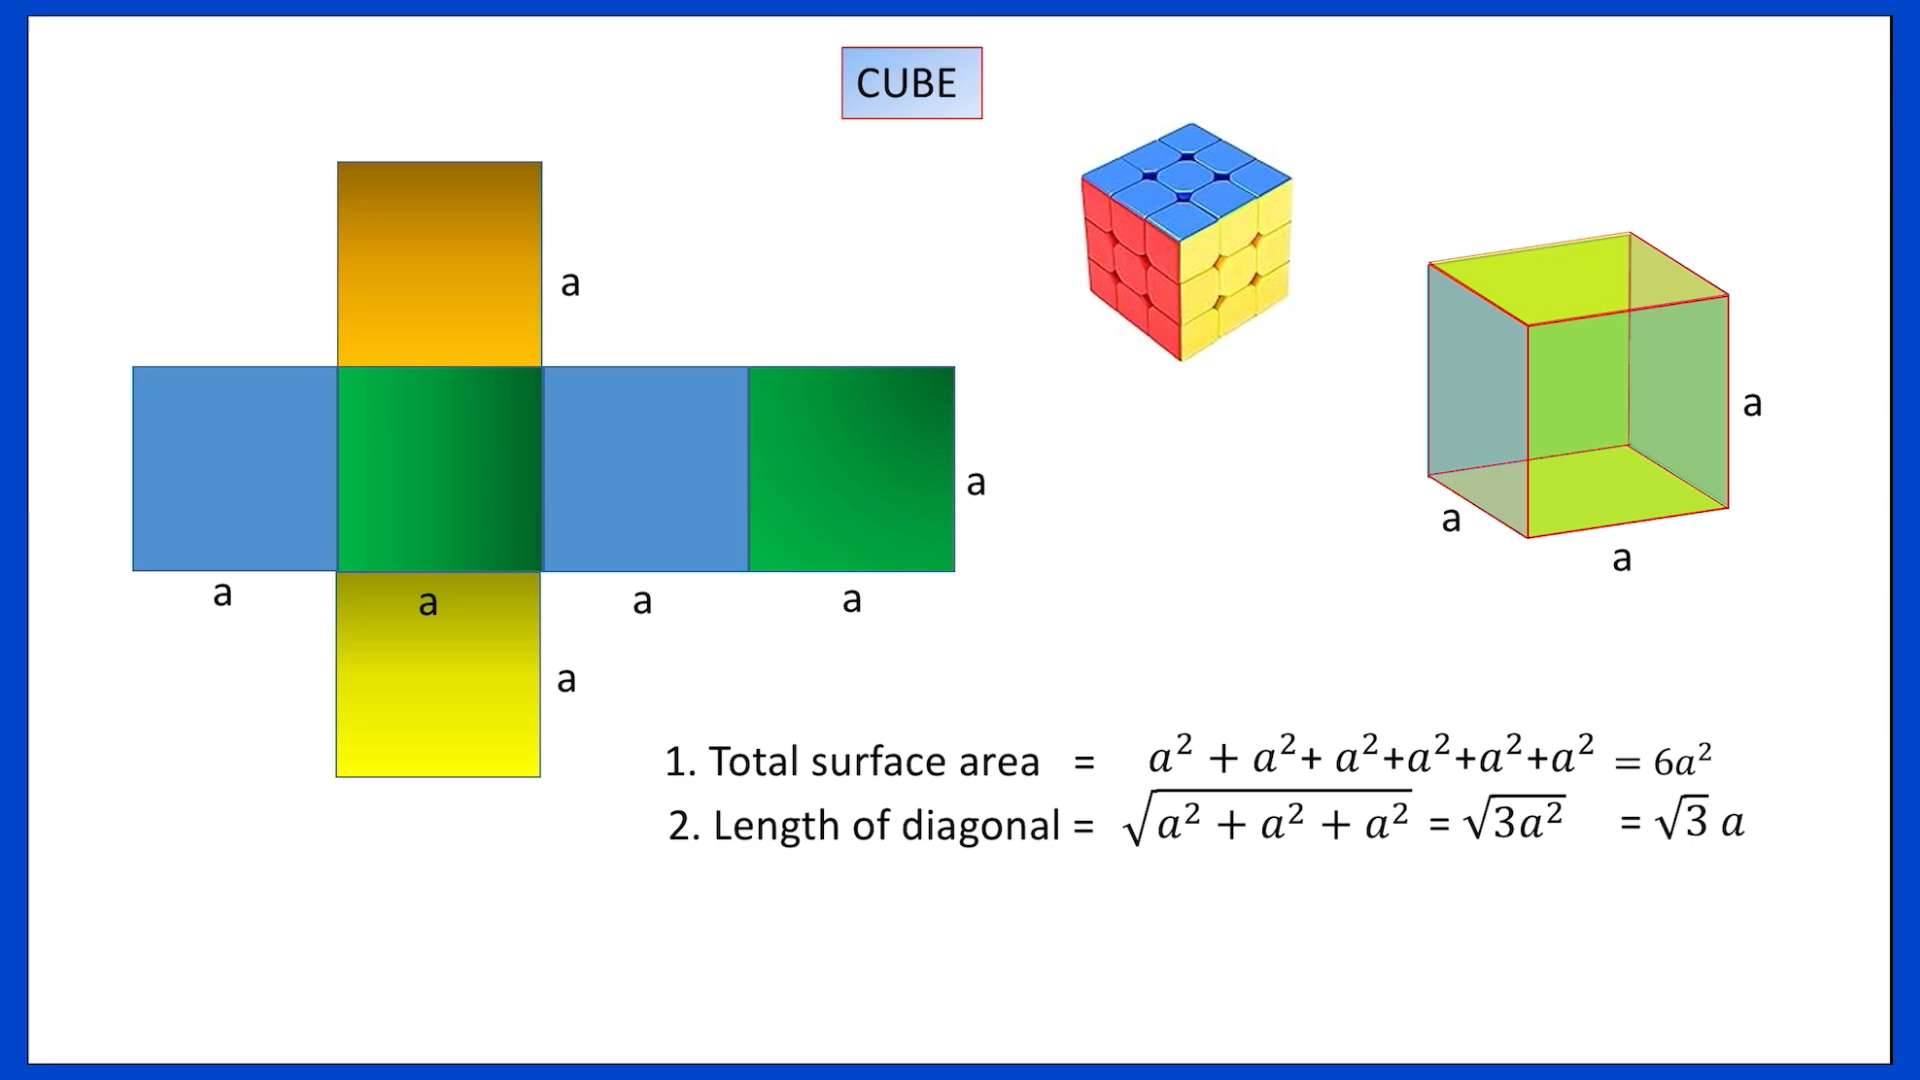 CUBE
a
a
a
a
a
a
a
a
a
a
1. Total surface area = a² + a²+ a²+a²+a²+a² = 6a²
2. Length of diagonal = √(a² + a² + a²) = √(3a²) = √3 a